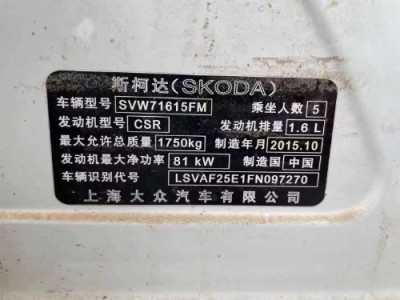 斯柯达(SKODA)
车辆型号 SVW71615FM 乘坐人数 5
发动机型号 CSR 发动机排量 1.6 L
最大允许总质量 1750kg 制造年月 2015.10
发动机最大净功率 81 kW 制造国 中国
车辆识别代号 LSVAF25E1FN097270
上海大众汽车有限公司